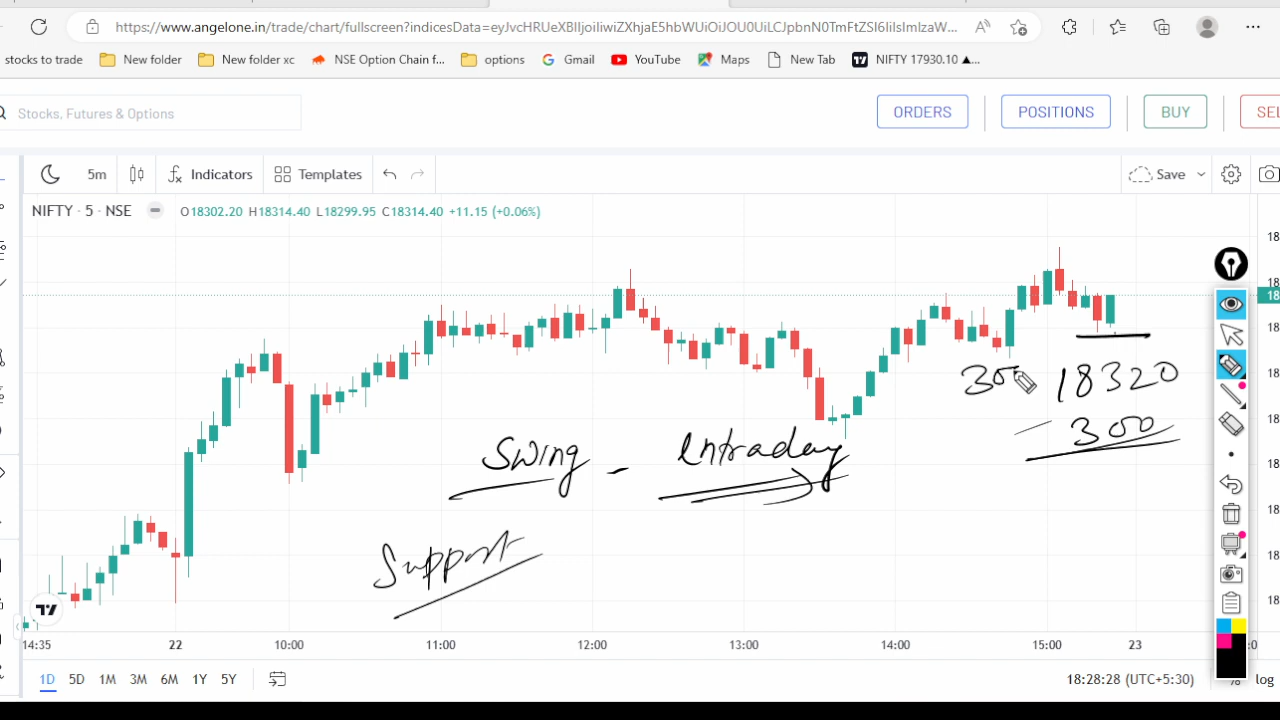 https://www.angelone.in/trade/chart/fullscreen?indicesData=eyJvcHRUeXBlIjoiIiwiZXhjaE5hbWUiOiJOU0UiLCJpbnN0TmFtZSI6IiIsImlzaW...
stocks to trade New folder New folder xc NSE Option Chain f... options Gmail YouTube Maps New Tab NIFTY 17930.10 ▲...
Stocks, Futures & Options ORDERS POSITIONS BUY SEL
5m Indicators Templates Save
NIFTY · 5 · NSE O18302.20 H18314.40 L18299.95 C18314.40 +11.15 (+0.06%)
300 18320
- 300
Swing - Intraday
Support
14:35 22 10:00 11:00 12:00 13:00 14:00 15:00 23
1D 5D 1M 3M 6M 1Y 5Y 18:28:28 (UTC+5:30) % log